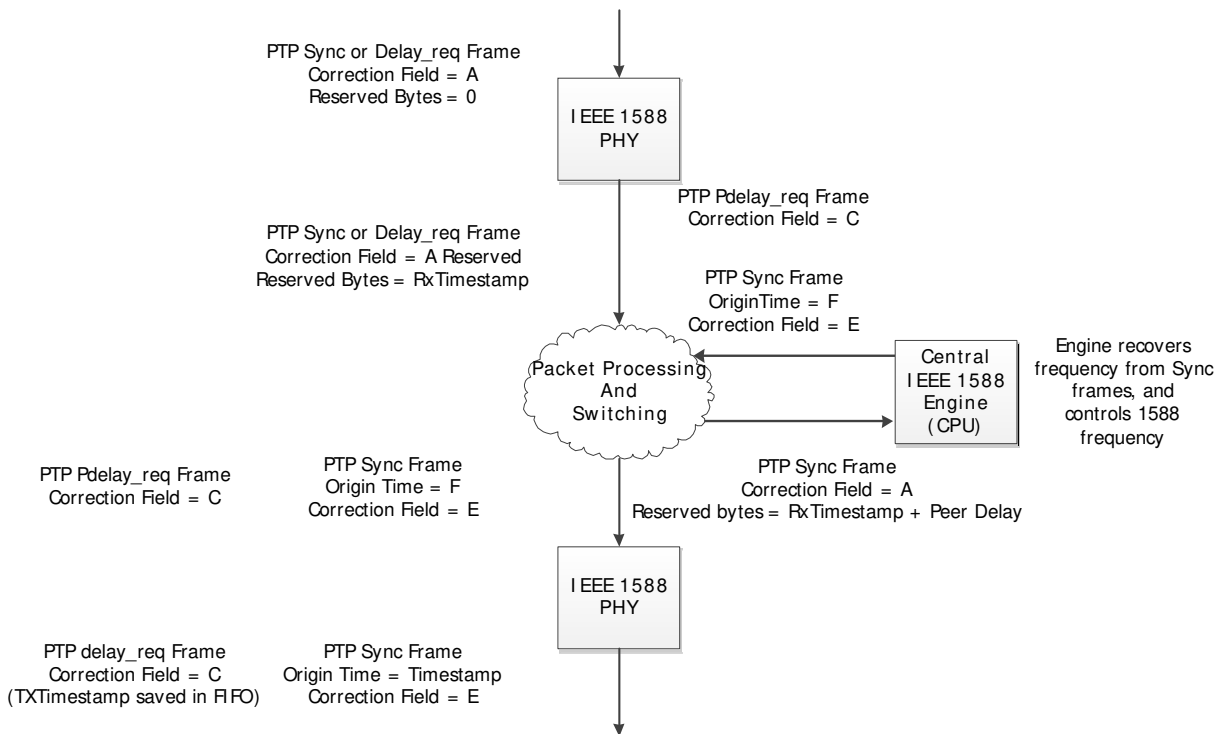 PTP Sync or Delay_req Frame
Correction Field = A
Reserved Bytes = 0
IEEE 1588
PHY
PTP Pdelay_req Frame
Correction Field = C
PTP Sync or Delay_req Frame
Correction Field = A Reserved
Reserved Bytes = RxTimestamp
PTP Sync Frame
OriginTime = F
Correction Field = E
Packet Processing
And
Switching
Central
IEEE 1588
Engine
(CPU)
Engine recovers
frequency from Sync
frames, and
controls 1588
frequency
PTP Pdelay_req Frame
Correction Field = C
PTP Sync Frame
Origin Time = F
Correction Field = E
PTP Sync Frame
Correction Field = A
Reserved bytes = RxTimestamp + Peer Delay
IEEE 1588
PHY
PTP delay_req Frame
Correction Field = C
(TXTimestamp saved in FIFO)
PTP Sync Frame
Origin Time = Timestamp
Correction Field = E